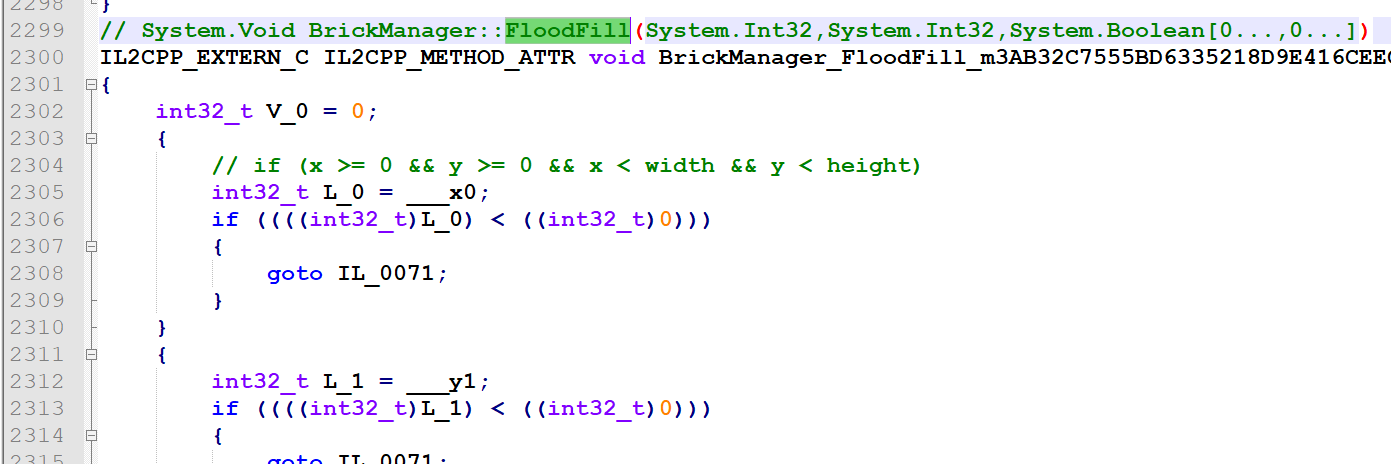 2298 }
2299 // System.Void BrickManager::FloodFill(System.Int32,System.Int32,System.Boolean[0...,0...])
2300 IL2CPP_EXTERN_C IL2CPP_METHOD_ATTR void BrickManager_FloodFill_m3AB32C7555BD6335218D9E416CEE
2301 {
2302 int32_t V_0 = 0;
2303 {
2304 // if (x >= 0 && y >= 0 && x < width && y < height)
2305 int32_t L_0 = ___x0;
2306 if ((((int32_t)L_0) < ((int32_t)0)))
2307 {
2308 goto IL_0071;
2309 }
2310 }
2311 {
2312 int32_t L_1 = ___y1;
2313 if ((((int32_t)L_1) < ((int32_t)0)))
2314 {
2315 goto IL_0071;